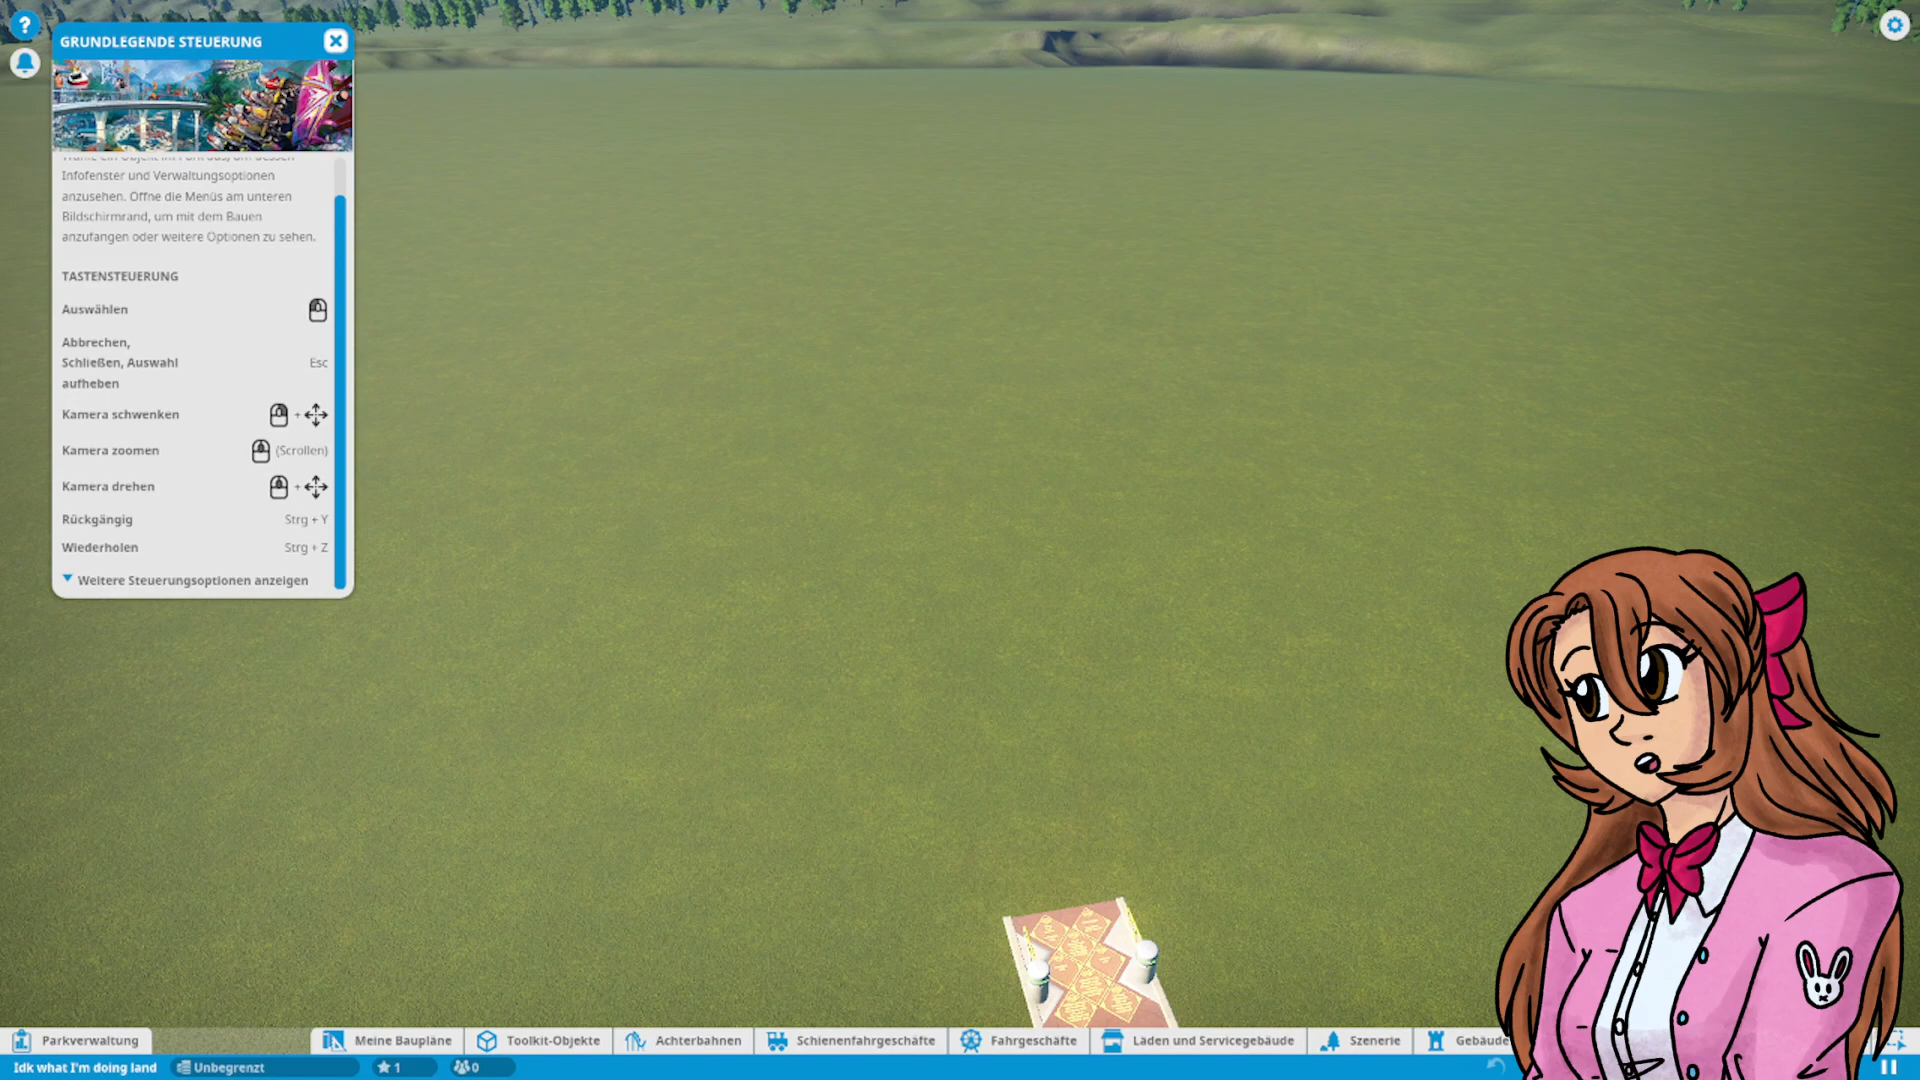 ?
GRUNDLEGENDE STEUERUNG
Infofenster und Verwaltungsoptionen
anzusehen. Öffne die Menüs am unteren
Bildschirmrand, um mit dem Bauen
anzufangen oder weitere Optionen zu sehen.
TASTENSTEUERUNG
Auswählen
Abbrechen,
Schließen, Auswahl Esc
aufheben
Kamera schwenken +
Kamera zoomen (Scrollen)
Kamera drehen +
Rückgängig Strg + Y
Wiederholen Strg + Z
Weitere Steuerungsoptionen anzeigen
Parkverwaltung Meine Baupläne Toolkit-Objekte Achterbahnen Schienenfahrgeschäfte Fahrgeschäfte Läden und Servicegebäude Szenerie Gebäude
Idk what I'm doing land Unbegrenzt 1 0